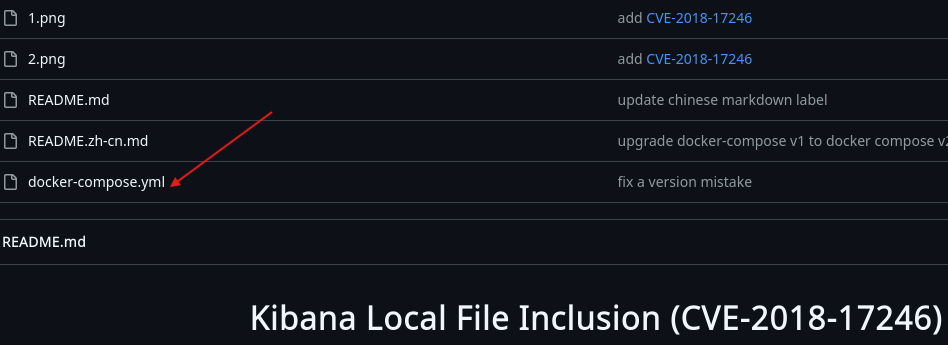 1.png add CVE-2018-17246
2.png add CVE-2018-17246
README.md update chinese markdown label
README.zh-cn.md upgrade docker-compose v1 to docker compose v2
docker-compose.yml fix a version mistake
README.md
Kibana Local File Inclusion (CVE-2018-17246)